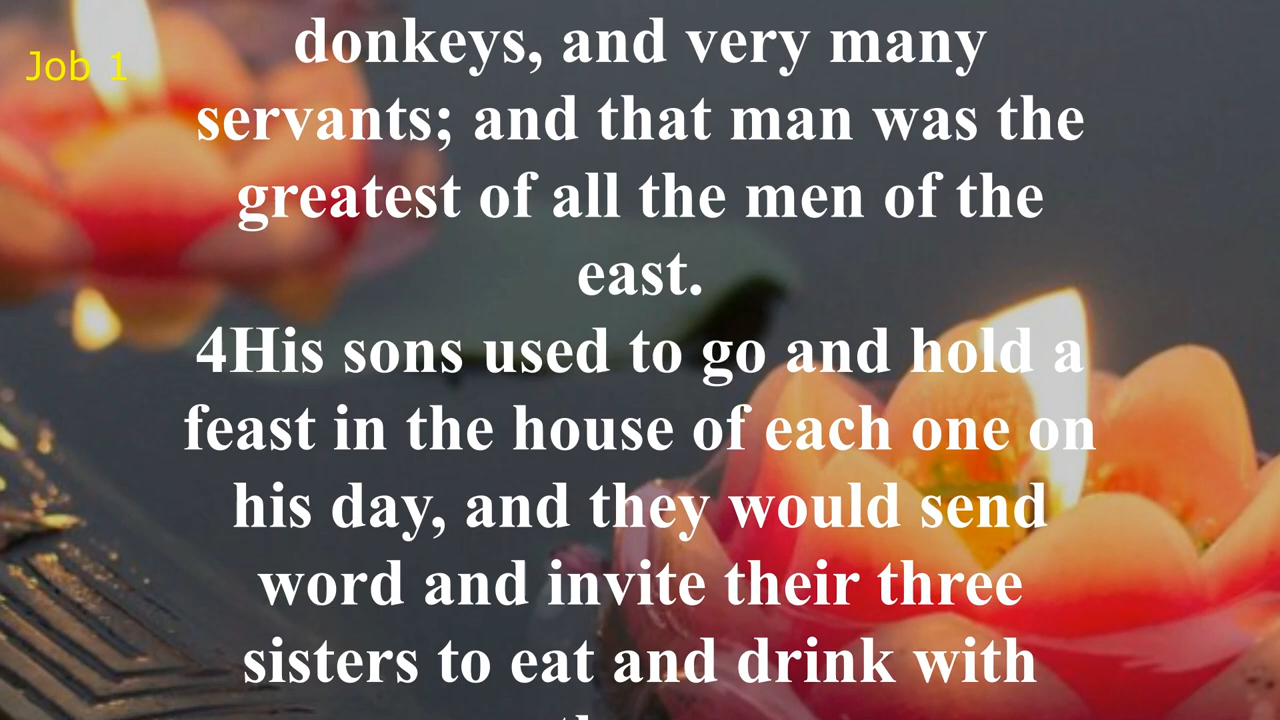 Job 1
donkeys, and very many
servants; and that man was the
greatest of all the men of the
east.
4His sons used to go and hold a
feast in the house of each one on
his day, and they would send
word and invite their three
sisters to eat and drink with